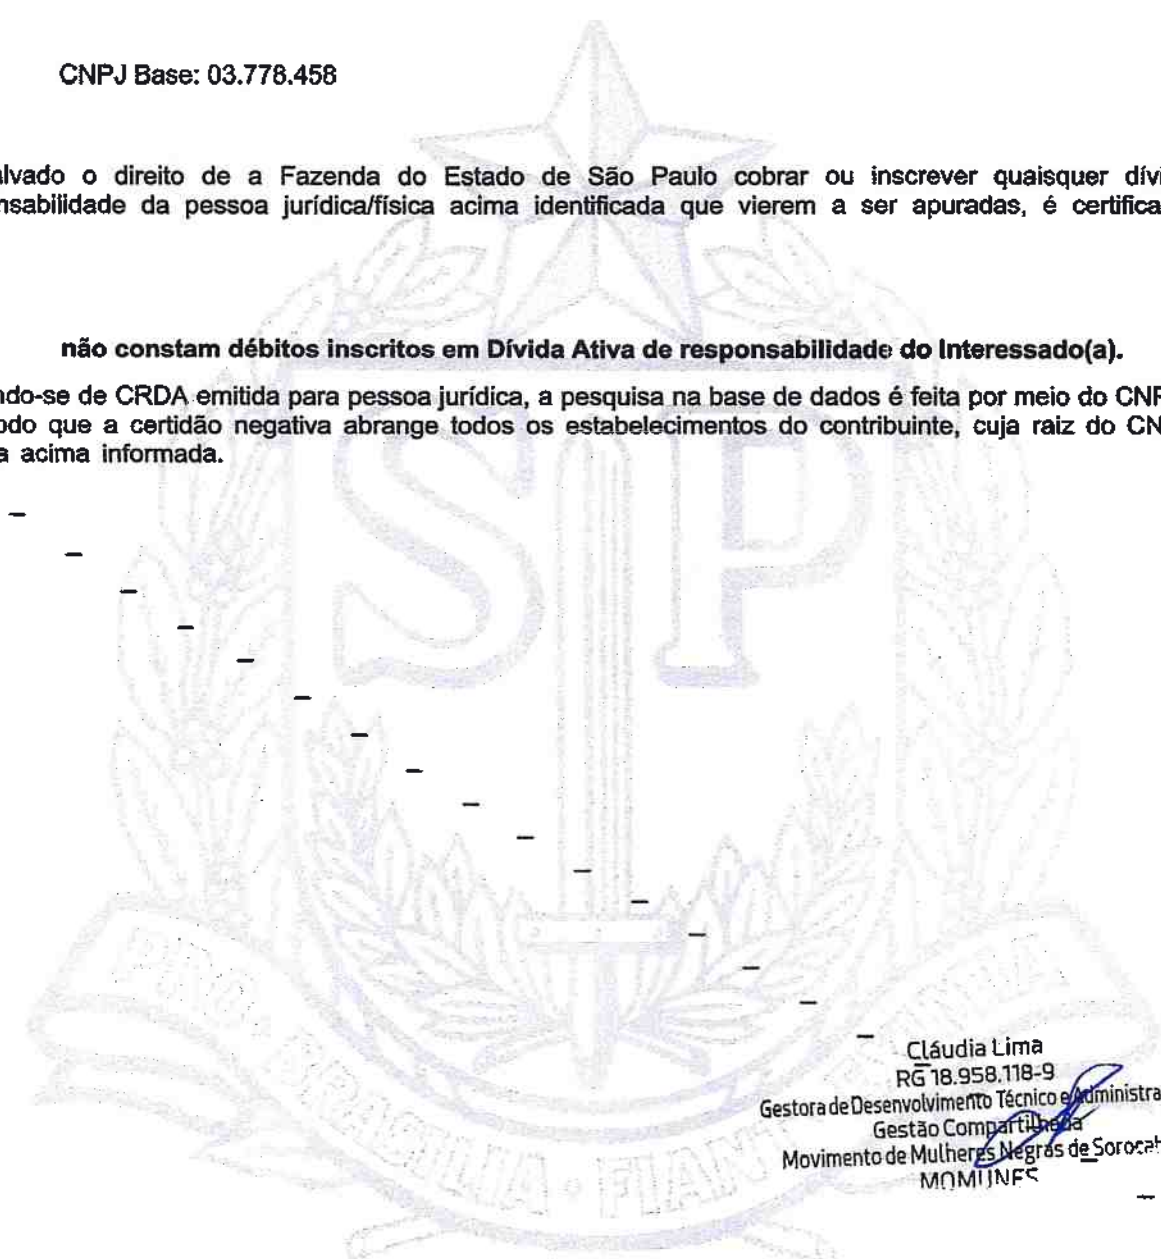 CNPJ Base: 03.778.458
lvado o direito de a Fazenda do Estado de São Paulo cobrar ou inscrever quaisquer dívi
nsabilidade da pessoa jurídica/física acima identificada que vierem a ser apuradas, é certifica
não constam débitos inscritos em Dívida Ativa de responsabilidade do Interessado(a).
ndo-se de CRDA emitida para pessoa jurídica, a pesquisa na base de dados é feita por meio do CNP
odo que a certidão negativa abrange todos os estabelecimentos do contribuinte, cuja raiz do CN
a acima informada.
SP
Cláudia Lima
RG 18.958.118-9
Gestora de Desenvolvimento Técnico e Administra
Gestão Compartilhada
Movimento de Mulheres Negras de Sorocab
MOMUNES